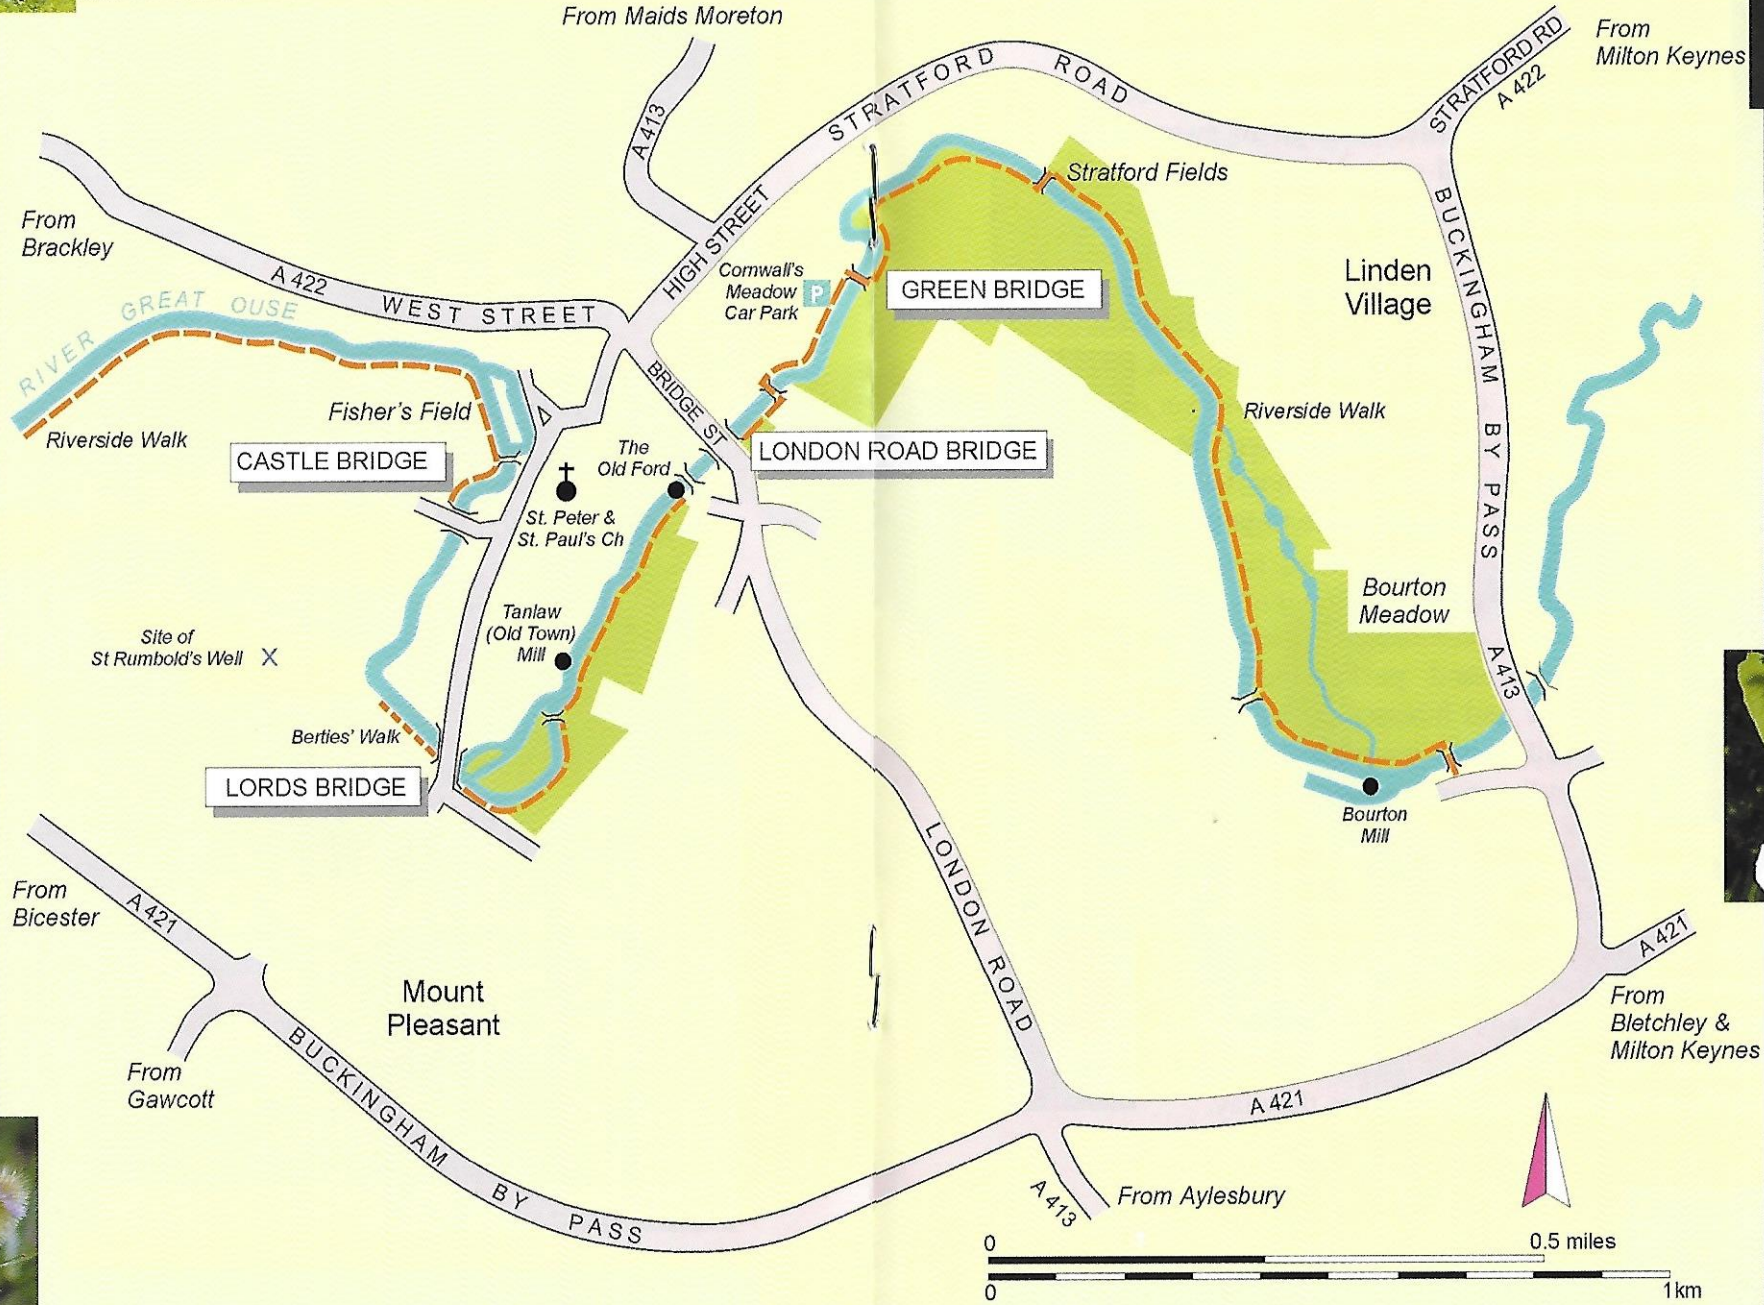 From Maids Moreton
From
Milton Keynes
STRATFORD RD
A 422
STRATFORD ROAD
A 413
HIGH STREET
From
Brackley
A 422
WEST STREET
RIVER GREAT OUSE
Riverside Walk
Fisher's Field
CASTLE BRIDGE
BRIDGE ST
Cornwall's
Meadow
Car Park
P
GREEN BRIDGE
Stratford Fields
Linden
Village
BUCKINGHAM BY PASS
Riverside Walk
LONDON ROAD BRIDGE
The
Old Ford
St. Peter &
St. Paul's Ch
Tanlaw
(Old Town)
Mill
Site of
St Rumbold's Well X
Berties' Walk
LORDS BRIDGE
Bourton
Meadow
A 413
Bourton
Mill
LONDON ROAD
From
Bicester
A 421
From
Gawcott
Mount
Pleasant
BUCKINGHAM BY PASS
A 421
A 421
From
Bletchley &
Milton Keynes
A 413
From Aylesbury
0 0.5 miles
0 1km